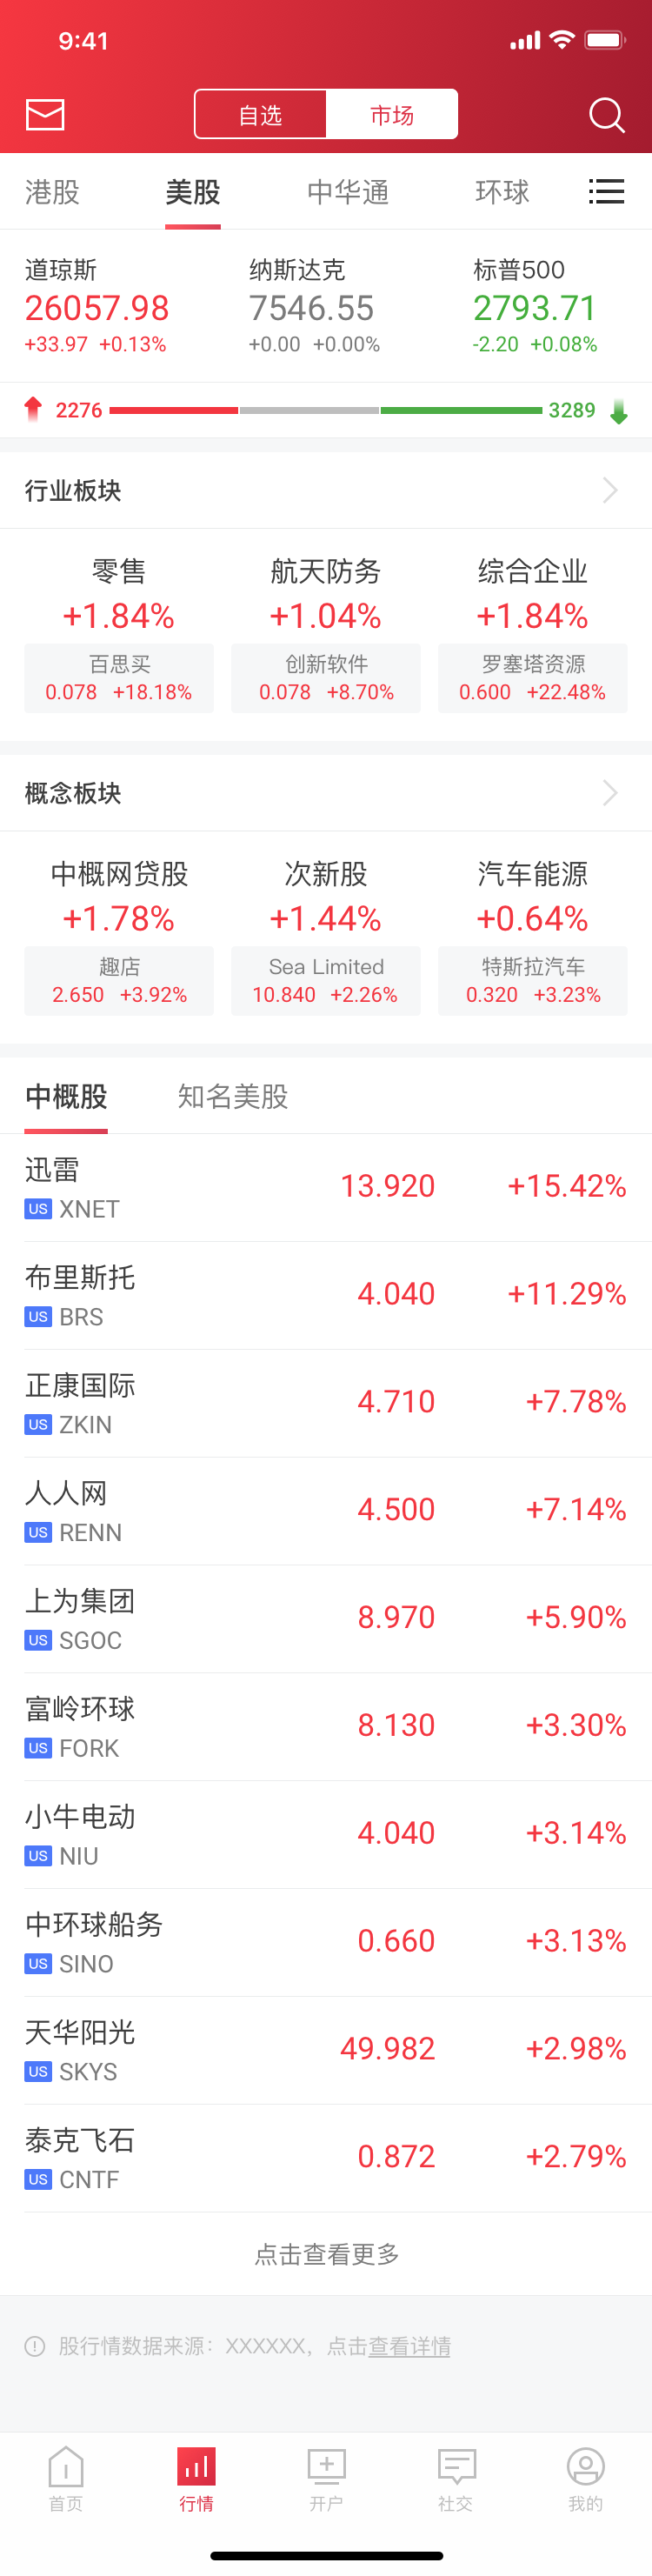 9:41
自选 市场
港股 美股 中华通 环球
道琼斯 纳斯达克 标普500
26057.98 7546.55 2793.71
+33.97 +0.13% +0.00 +0.00% -2.20 +0.08%
2276 3289
行业板块
零售 航天防务 综合企业
+1.84% +1.04% +1.84%
百思买 创新软件 罗塞塔资源
0.078 +18.18% 0.078 +8.70% 0.600 +22.48%
概念板块
中概网贷股 次新股 汽车能源
+1.78% +1.44% +0.64%
趣店 Sea Limited 特斯拉汽车
2.650 +3.92% 10.840 +2.26% 0.320 +3.23%
中概股 知名美股
迅雷
13.920 +15.42%
US XNET
布里斯托
4.040 +11.29%
US BRS
正康国际
4.710 +7.78%
US ZKIN
人人网
4.500 +7.14%
US RENN
上为集团
8.970 +5.90%
US SGOC
富岭环球
8.130 +3.30%
US FORK
小牛电动
4.040 +3.14%
US NIU
中环球船务
0.660 +3.13%
US SINO
天华阳光
49.982 +2.98%
US SKYS
泰克飞石
0.872 +2.79%
US CNTF
点击查看更多
股行情数据来源：XXXXXX，点击查看详情
首页 行情 开户 社交 我的